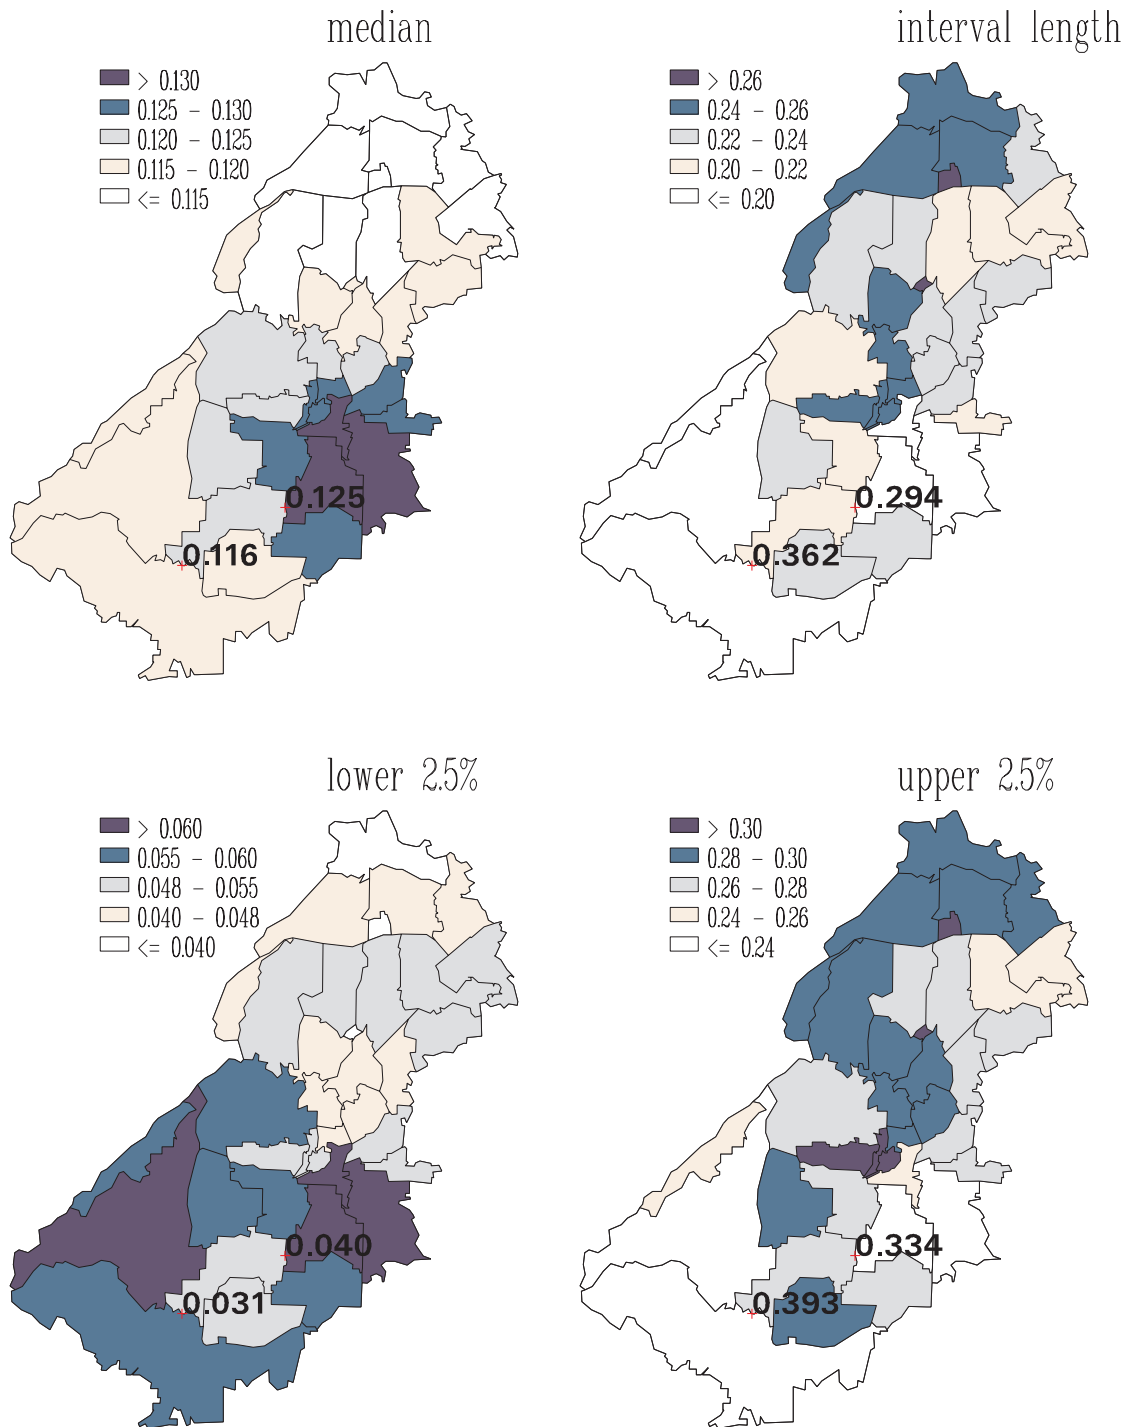 median
> 0.130
0.125 - 0.130
0.120 - 0.125
0.115 - 0.120
<= 0.115
0.125
0.116
interval length
> 0.26
0.24 - 0.26
0.22 - 0.24
0.20 - 0.22
<= 0.20
0.294
0.362
lower 2.5%
> 0.060
0.055 - 0.060
0.048 - 0.055
0.040 - 0.048
<= 0.040
0.040
0.031
upper 2.5%
> 0.30
0.28 - 0.30
0.26 - 0.28
0.24 - 0.26
<= 0.24
0.334
0.393